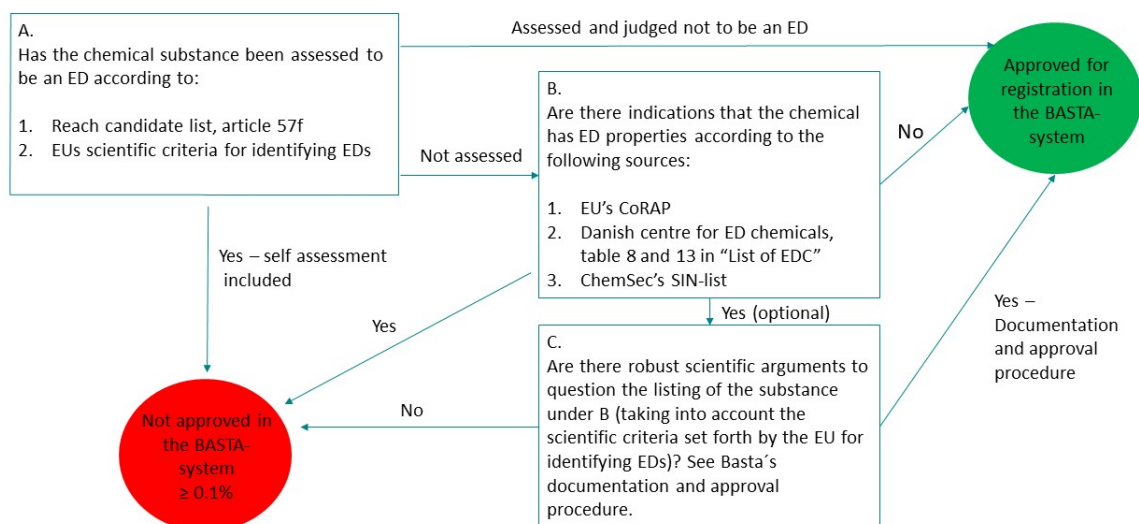 A.
Has the chemical substance been assessed to
be an ED according to:
1. Reach candidate list, article 57f
2. EUs scientific criteria for identifying EDs
Assessed and judged not to be an ED
Approved for
registration in
the BASTA-
system
Not assessed
B.
Are there indications that the chemical
has ED properties according to the
following sources:
1. EU's CoRAP
2. Danish centre for ED chemicals,
table 8 and 13 in “List of EDC”
3. ChemSec's SIN-list
No
Yes – self assessment
included
Yes
Yes (optional)
Yes –
Documentation
and approval
procedure
C.
Are there robust scientific arguments to
question the listing of the substance
under B (taking into account the
scientific criteria set forth by the EU for
identifying EDs)? See Basta´s
documentation and approval
procedure.
No
Not approved in
the BASTA-
system
≥ 0.1%